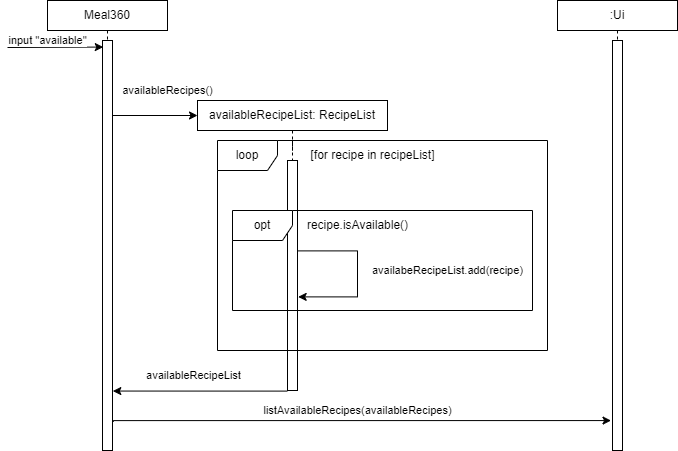 Meal360
:Ui
input "available"
availableRecipes()
availableRecipeList: RecipeList
loop
[for recipe in recipeList]
opt
recipe.isAvailable()
availabeRecipeList.add(recipe)
availableRecipeList
listAvailableRecipes(availableRecipes)